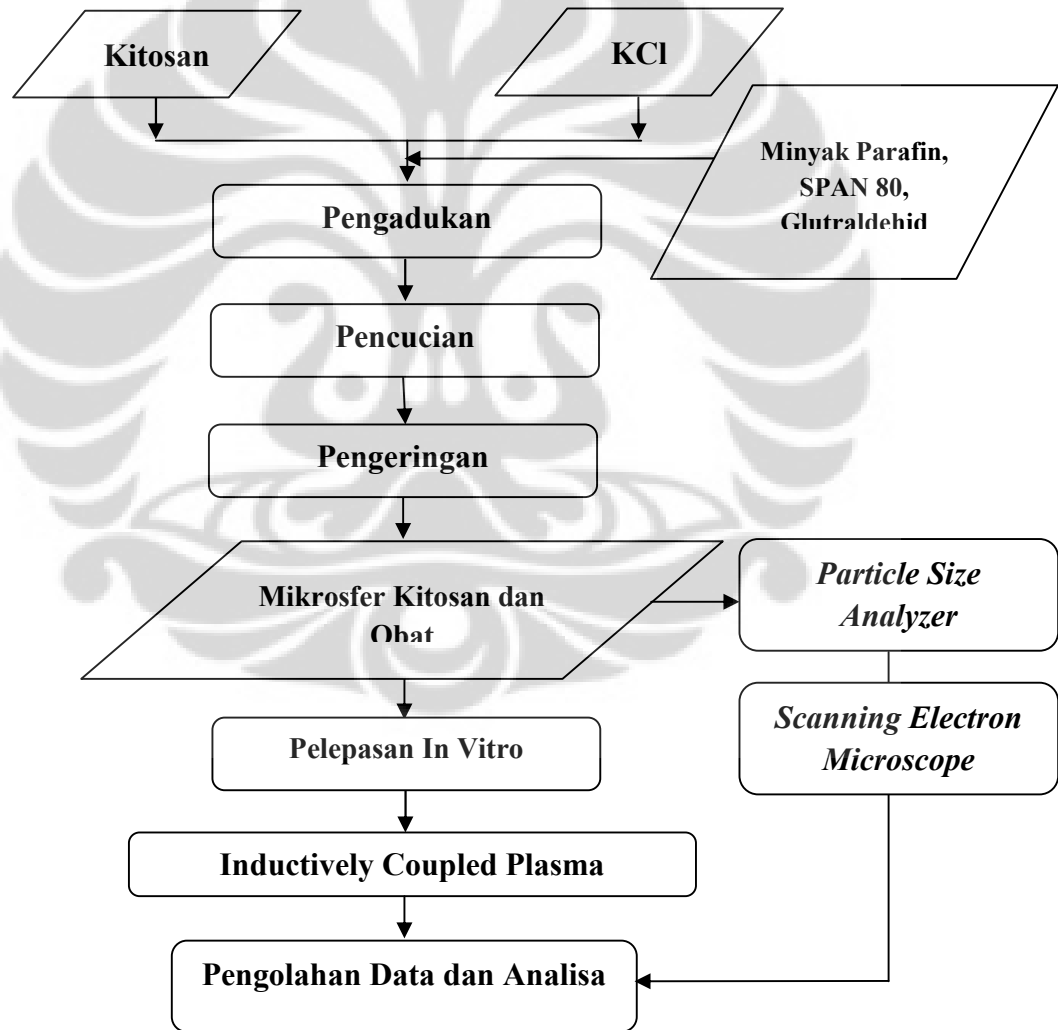 Kitosan
KCl
Minyak Parafin,
SPAN 80,
Glutraldehid
Pengadukan
Pencucian
Pengeringan
Mikrosfer Kitosan dan
Obat
Particle Size
Analyzer
Scanning Electron
Microscope
Pelepasan In Vitro
Inductively Coupled Plasma
Pengolahan Data dan Analisa